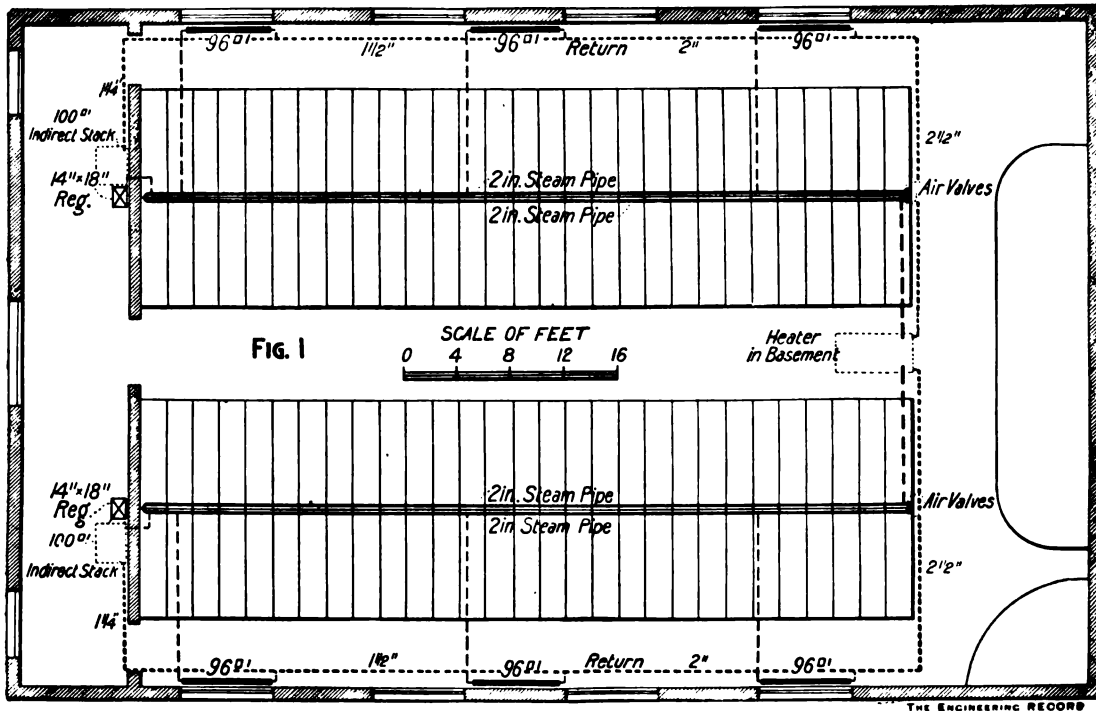 96□' 1½" 96□' Return 2" 96□'
1¼"
100□'
Indirect Stack
2½"
14"×18"
Reg.
2 in. Steam Pipe
2 in. Steam Pipe
Air Valves
FIG. 1
SCALE OF FEET
0 4 8 12 16
Heater
in Basement
14"×18"
Reg.
2 in. Steam Pipe
2 in. Steam Pipe
Air Valves
100□'
Indirect Stack
2½"
1¼"
96□' 1½" 96□' Return 2" 96□'
THE ENGINEERING RECORD